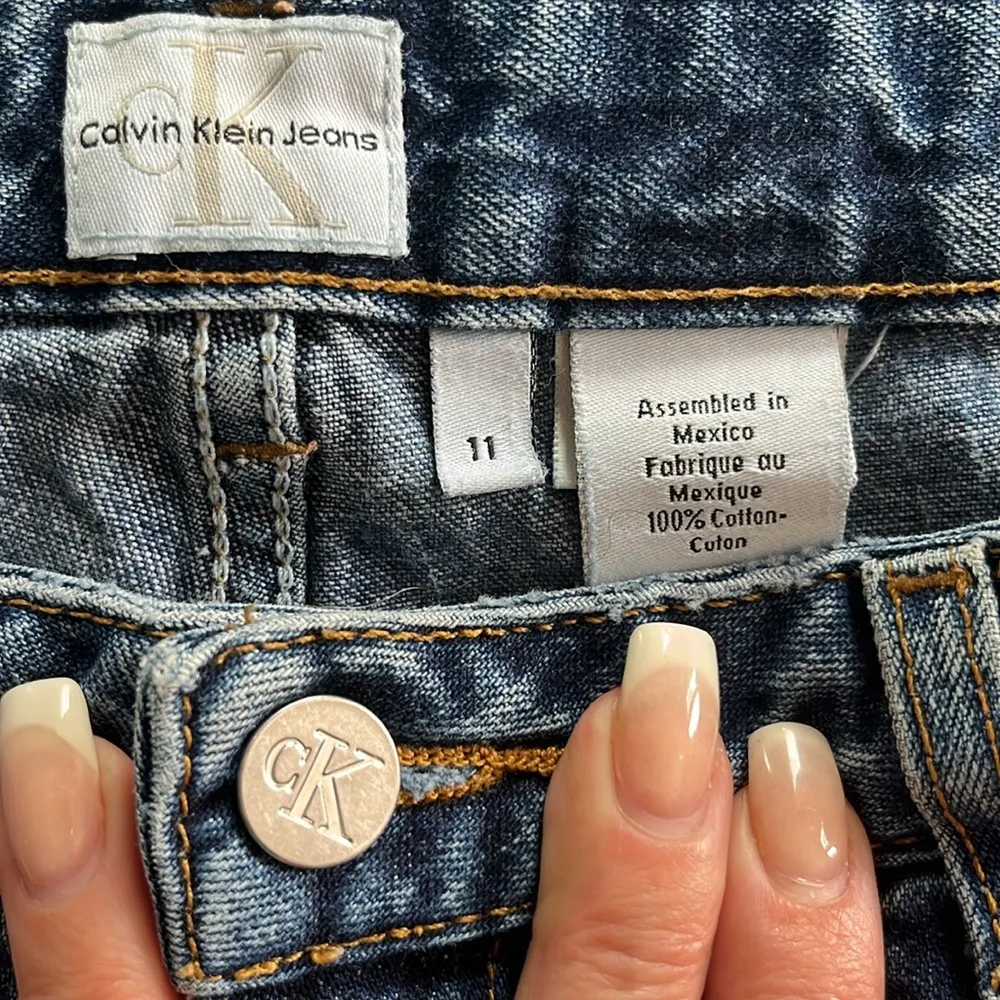 CK
Calvin Klein Jeans
11
Assembled in
Mexico
Fabrique au
Mexique
100% Cotton-
Coton
CK